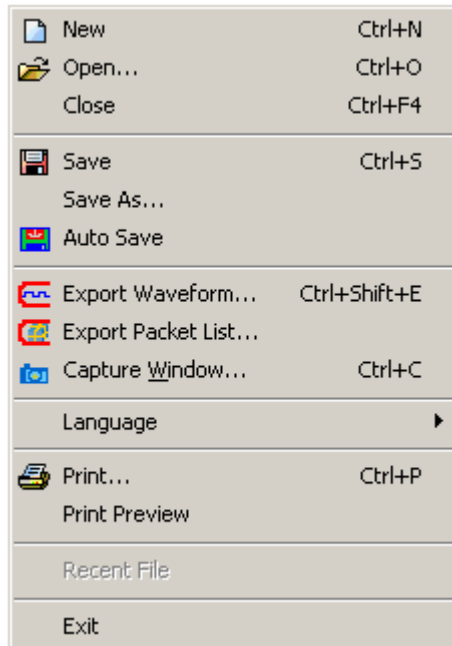 New Ctrl+N
Open... Ctrl+O
Close Ctrl+F4
Save Ctrl+S
Save As...
Auto Save
Export Waveform... Ctrl+Shift+E
Export Packet List...
Capture Window... Ctrl+C
Language
Print... Ctrl+P
Print Preview
Recent File
Exit